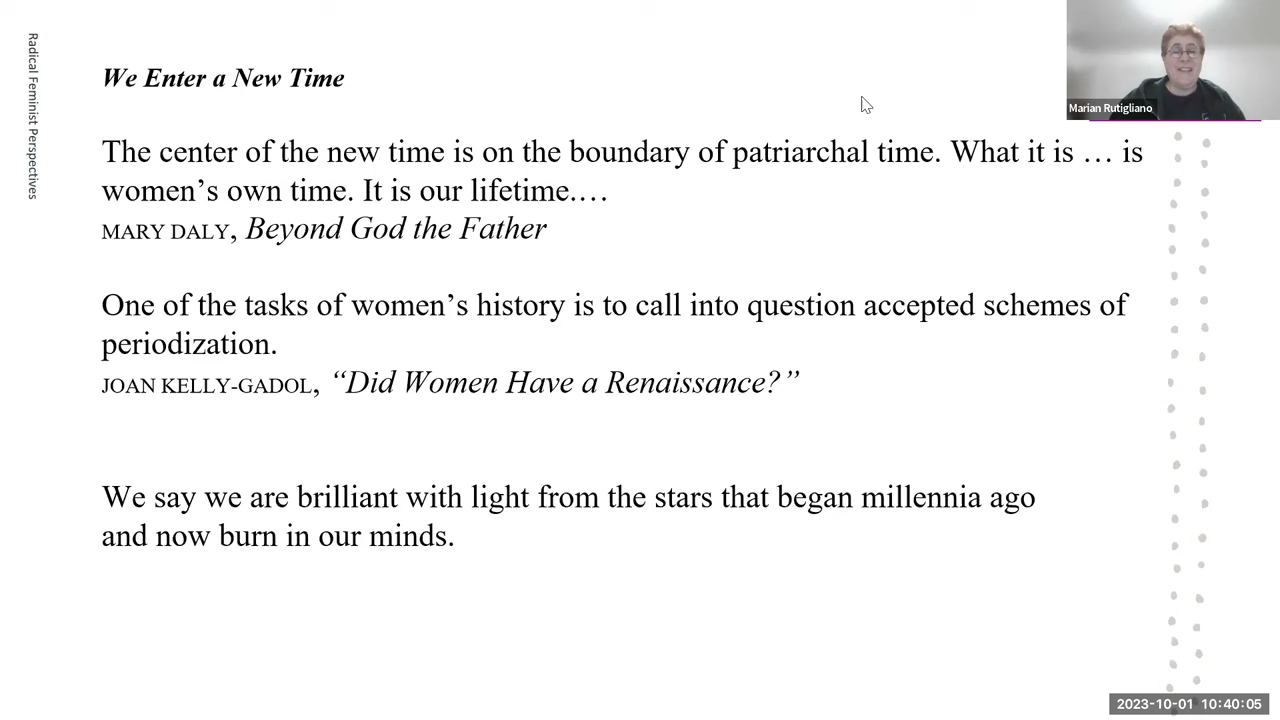 Radical Feminist Perspectives
We Enter a New Time
The center of the new time is on the boundary of patriarchal time. What it is … is
women’s own time. It is our lifetime.…
MARY DALY, Beyond God the Father
One of the tasks of women’s history is to call into question accepted schemes of
periodization.
JOAN KELLY-GADOL, “Did Women Have a Renaissance?”
We say we are brilliant with light from the stars that began millennia ago
and now burn in our minds.
Marian Rutigliano
2023-10-01 10:40:05